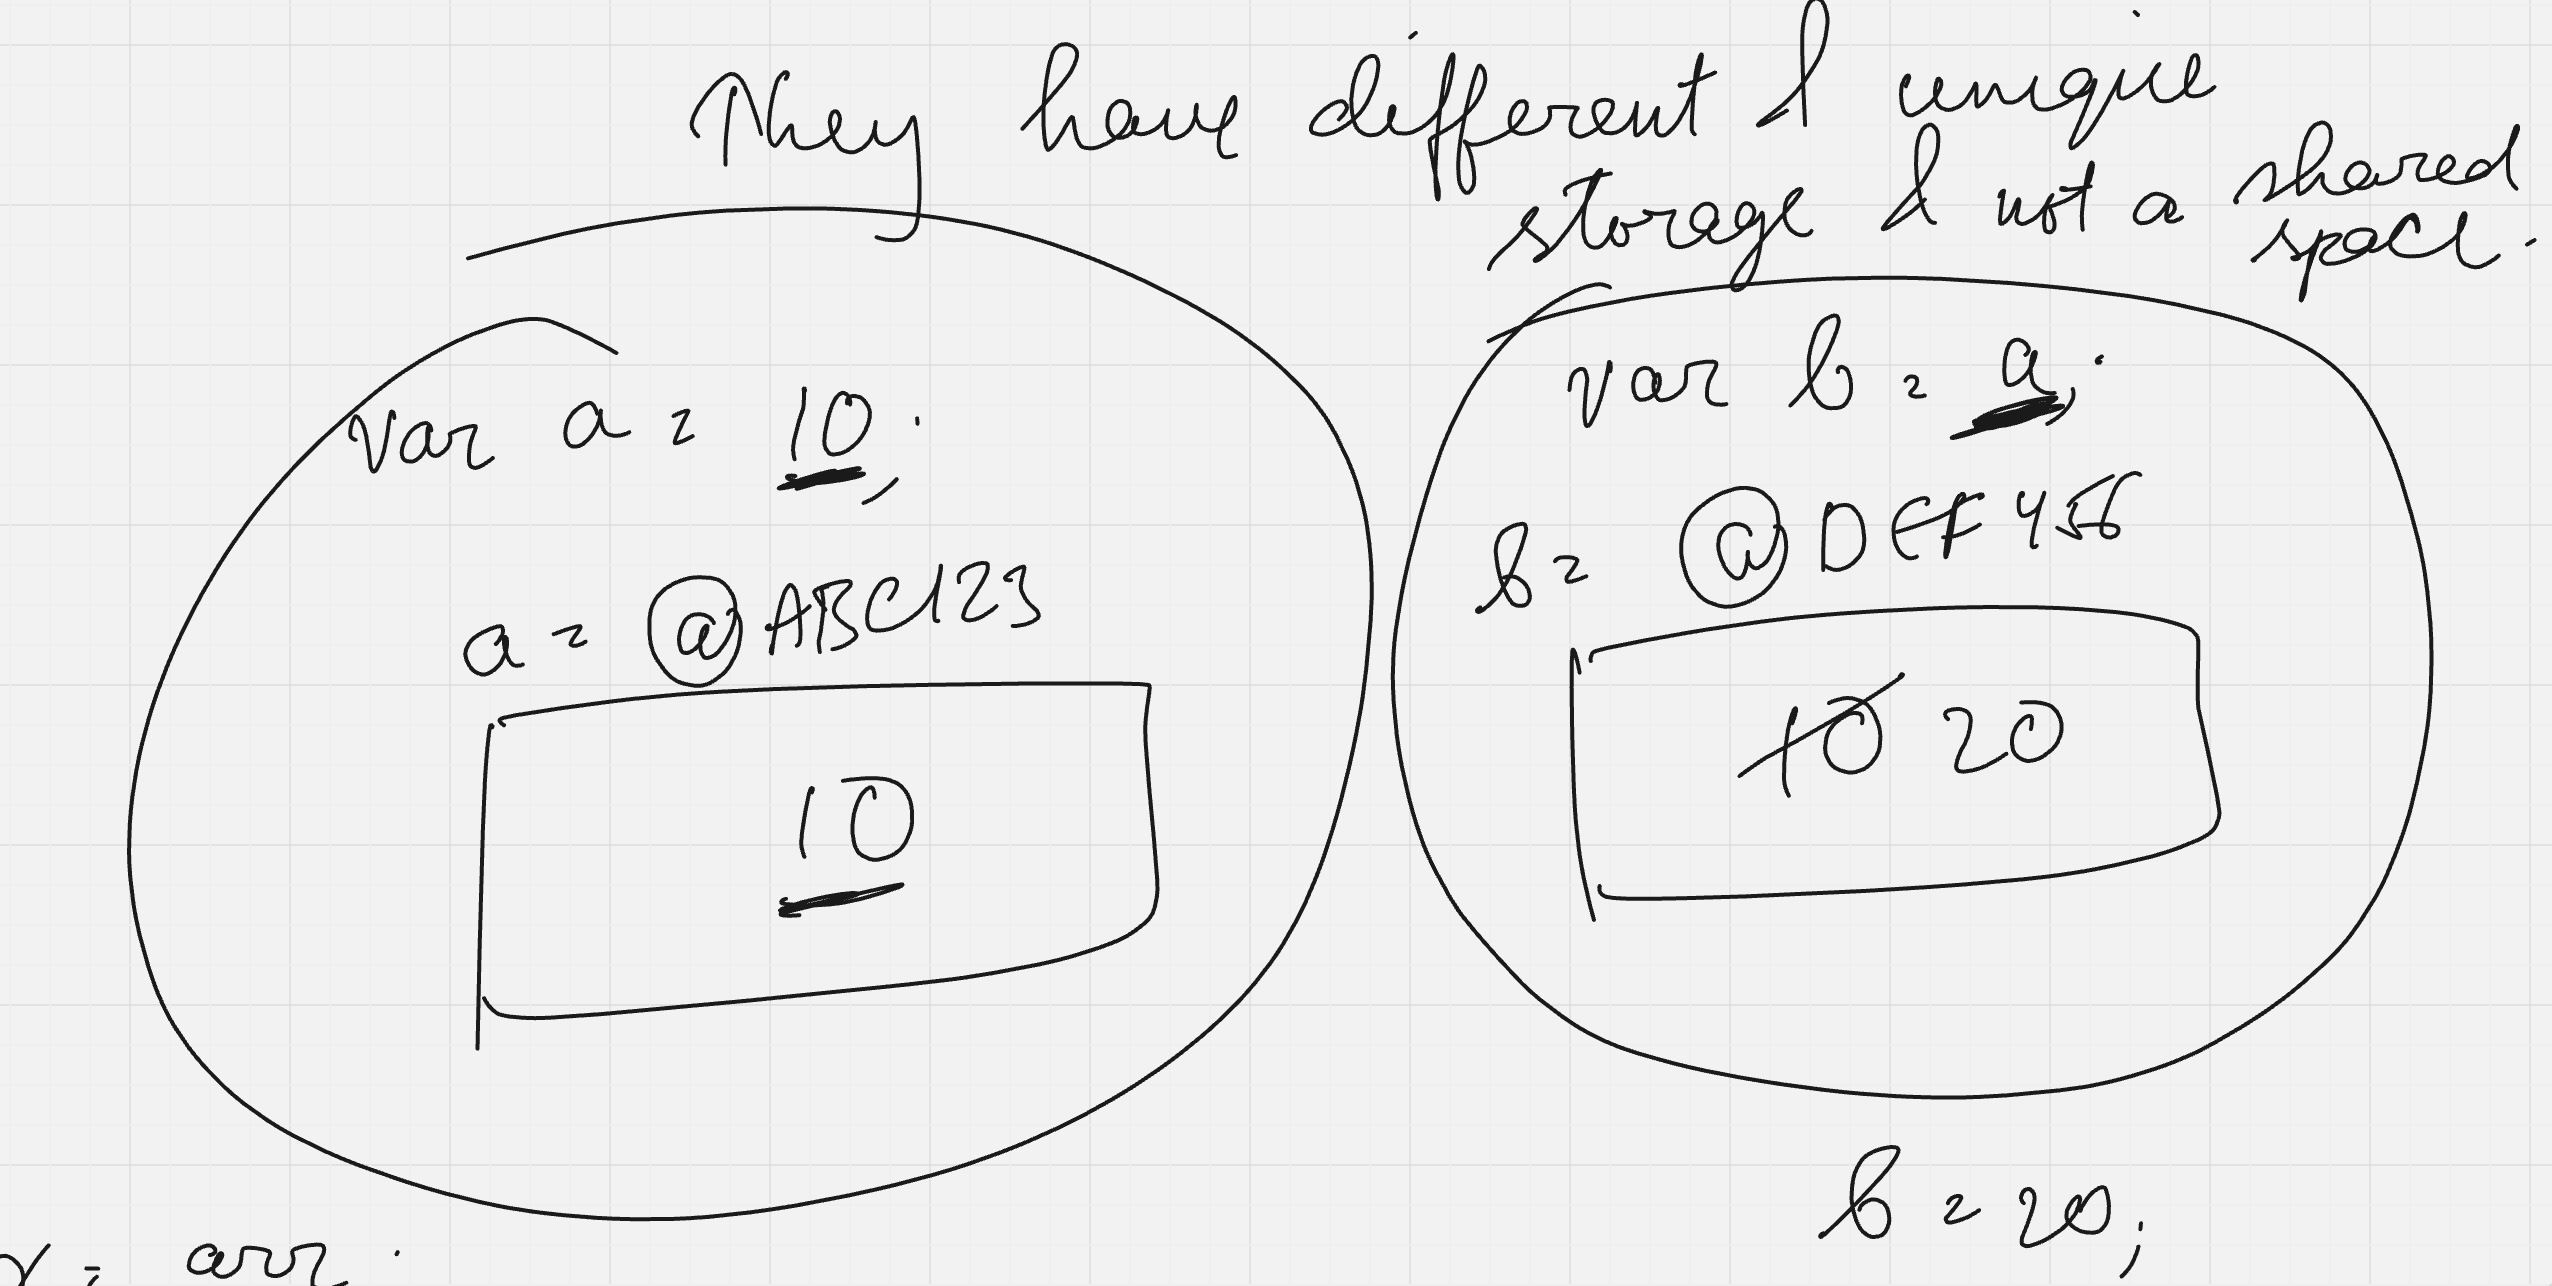 They have different & unique
storage & not a shared
space.
var a = 10;
var b = a;
a = @ABC123
b = @DEF456
10
10 20
b = 20;
= arr;